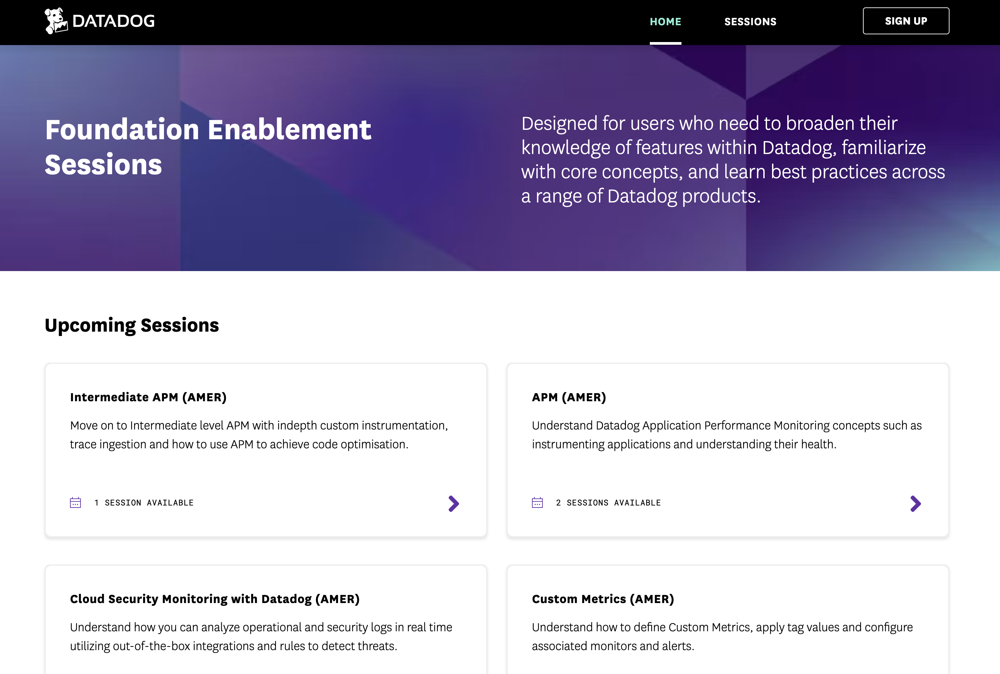 DATADOG
HOME
SESSIONS
SIGN UP
Foundation Enablement
Sessions
Designed for users who need to broaden their
knowledge of features within Datadog, familiarize
with core concepts, and learn best practices across
a range of Datadog products.
Upcoming Sessions
Intermediate APM (AMER)
Move on to Intermediate level APM with indepth custom instrumentation,
trace ingestion and how to use APM to achieve code optimisation.
1 SESSION AVAILABLE
APM (AMER)
Understand Datadog Application Performance Monitoring concepts such as
instrumenting applications and understanding their health.
2 SESSIONS AVAILABLE
Cloud Security Monitoring with Datadog (AMER)
Understand how you can analyze operational and security logs in real time
utilizing out-of-the-box integrations and rules to detect threats.
Custom Metrics (AMER)
Understand how to define Custom Metrics, apply tag values and configure
associated monitors and alerts.